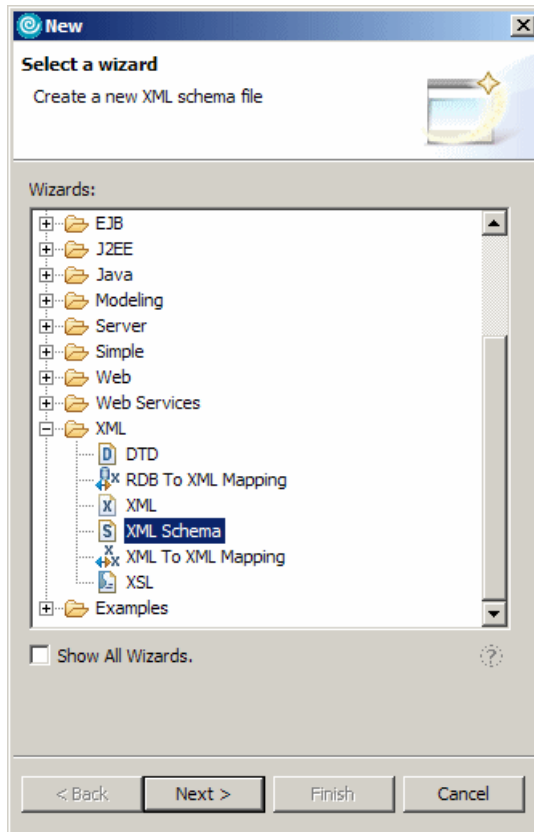 New
Select a wizard
Create a new XML schema file
Wizards:
EJB
J2EE
Java
Modeling
Server
Simple
Web
Web Services
XML
DTD
RDB To XML Mapping
XML
XML Schema
XML To XML Mapping
XSL
Examples
Show All Wizards.
< Back Next > Finish Cancel